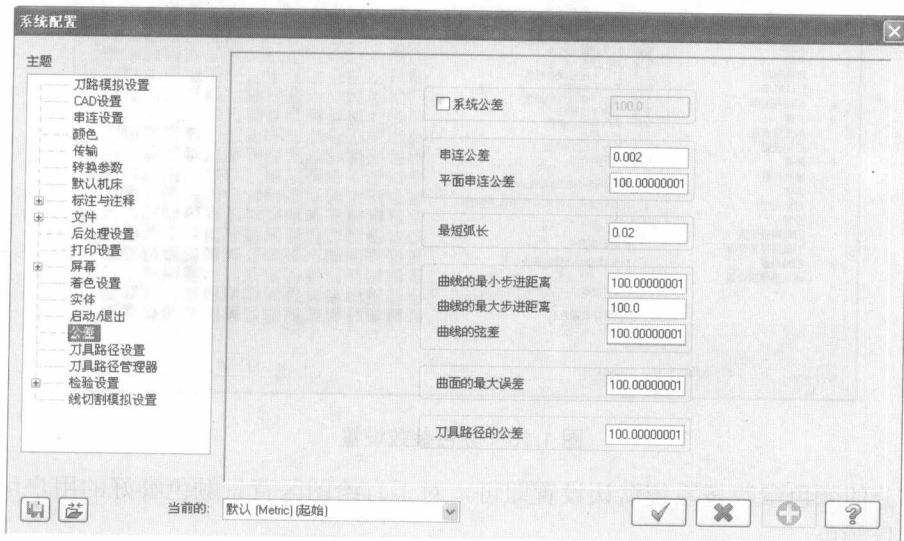 系统配置
主题
刀路模拟设置
CAD设置
串连设置
颜色
传输
转换参数
默认机床
标注与注释
文件
后处理设置
打印设置
屏幕
着色设置
实体
启动/退出
公差
刀具路径设置
刀具路径管理器
检验设置
线切割模拟设置
系统公差 100.0
串连公差 0.002
平面串连公差 100.00000001
最短弧长 0.02
曲线的最小步进距离 100.00000001
曲线的最大步进距离 100.0
曲线的弦差 100.00000001
曲面的最大误差 100.00000001
刀具路径的公差 100.00000001
当前的: 默认 (Metric) (起始)